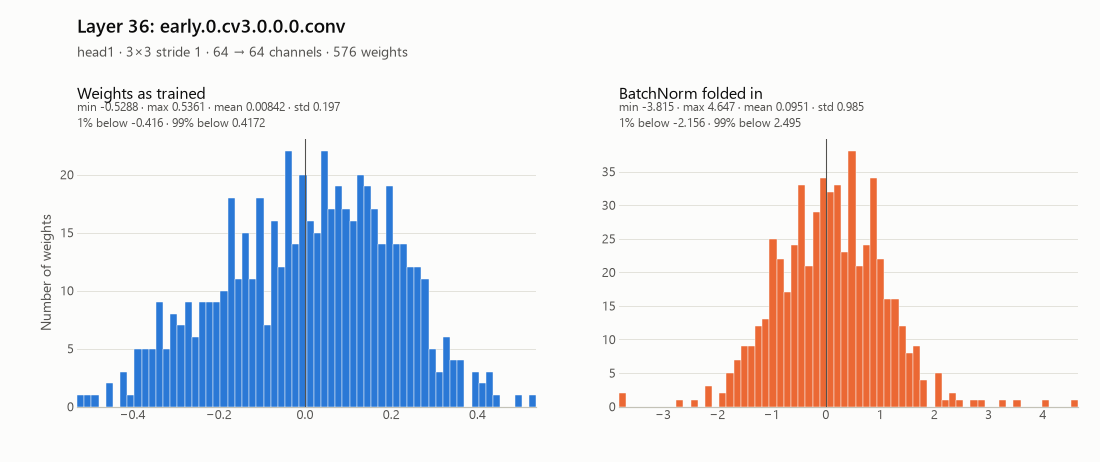 Layer 36: early.0.cv3.0.0.0.conv
head1 · 3×3 stride 1 · 64 → 64 channels · 576 weights
Weights as trained
min -0.5288 · max 0.5361 · mean 0.00842 · std 0.197
1% below -0.416 · 99% below 0.4172
Number of weights
20
15
10
5
0
−0.4 −0.2 0.0 0.2 0.4
BatchNorm folded in
min -3.815 · max 4.647 · mean 0.0951 · std 0.985
1% below -2.156 · 99% below 2.495
35
30
25
20
15
10
5
0
−3 −2 −1 0 1 2 3 4